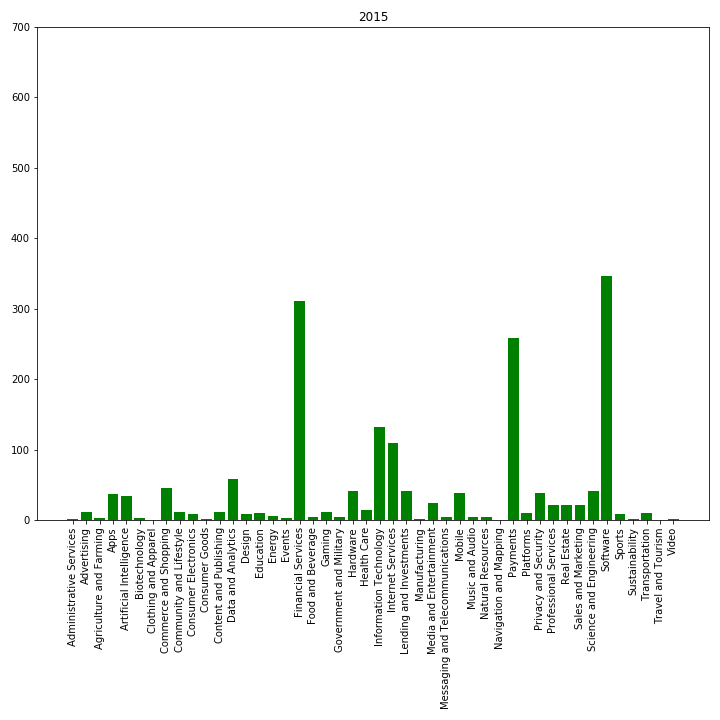 2015
700
600
500
400
300
200
100
0
Administrative Services
Advertising
Agriculture and Farming
Apps
Artificial Intelligence
Biotechnology
Clothing and Apparel
Commerce and Shopping
Community and Lifestyle
Consumer Electronics
Consumer Goods
Content and Publishing
Data and Analytics
Design
Education
Energy
Events
Financial Services
Food and Beverage
Gaming
Government and Military
Hardware
Health Care
Information Technology
Internet Services
Lending and Investments
Manufacturing
Media and Entertainment
Messaging and Telecommunications
Mobile
Music and Audio
Natural Resources
Navigation and Mapping
Payments
Platforms
Privacy and Security
Professional Services
Real Estate
Sales and Marketing
Science and Engineering
Software
Sports
Sustainability
Transportation
Travel and Tourism
Video